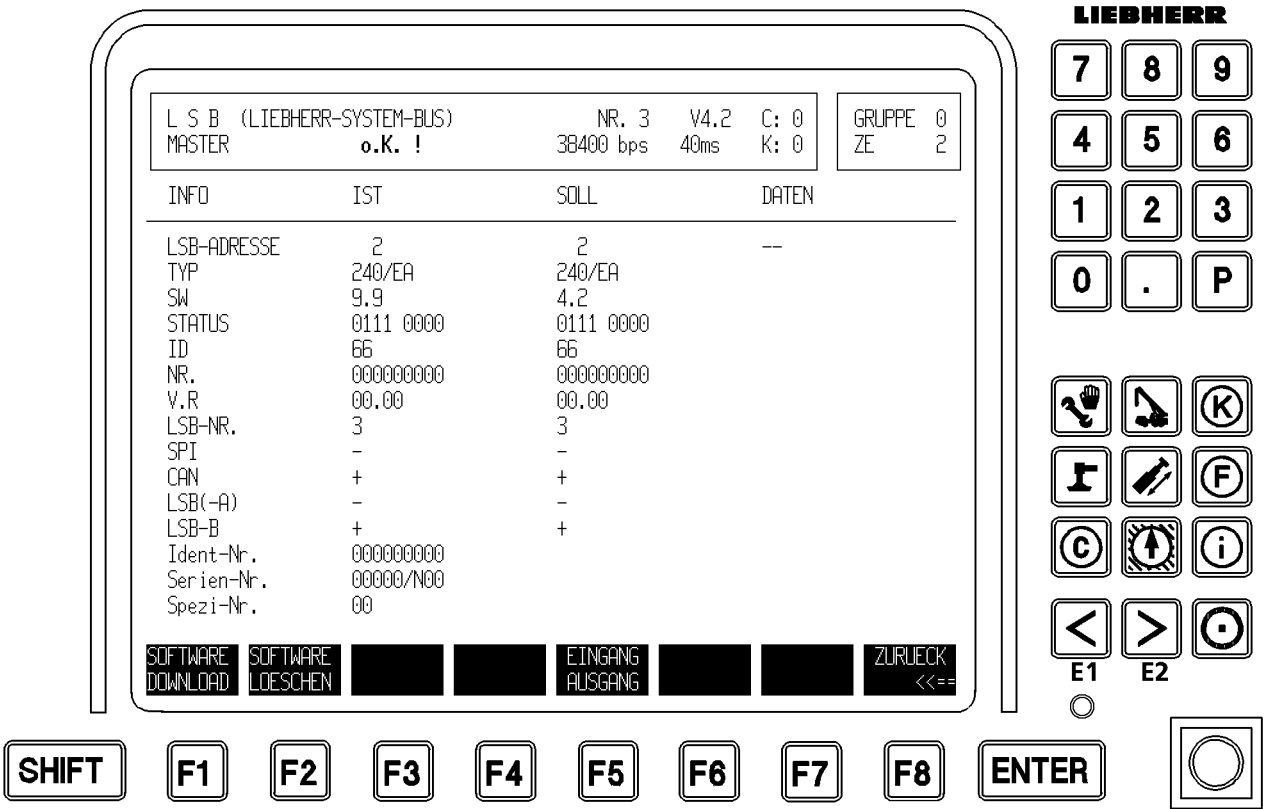 LIEBHERR
L S B (LIEBHERR-SYSTEM-BUS) NR. 3 V4.2 C: 0 GRUPPE 0
MASTER o.K. ! 38400 bps 40ms K: 0 ZE 2
INFO IST SOLL DATEN
LSB-ADRESSE 2 2 --
TYP 240/EA 240/EA
SW 9.9 4.2
STATUS 0111 0000 0111 0000
ID 66 66
NR. 000000000 000000000
V.R 00.00 00.00
LSB-NR. 3 3
SPI - -
CAN + +
LSB(-A) - -
LSB-B + +
Ident-Nr. 000000000
Serien-Nr. 00000/N00
Spezi-Nr. 00
SOFTWARE SOFTWARE EINGANG ZURUECK
DOWNLOAD LOESCHEN AUSGANG <<==
7 8 9
4 5 6
1 2 3
0 . P
K
F
C i
< >
E1 E2
SHIFT F1 F2 F3 F4 F5 F6 F7 F8 ENTER